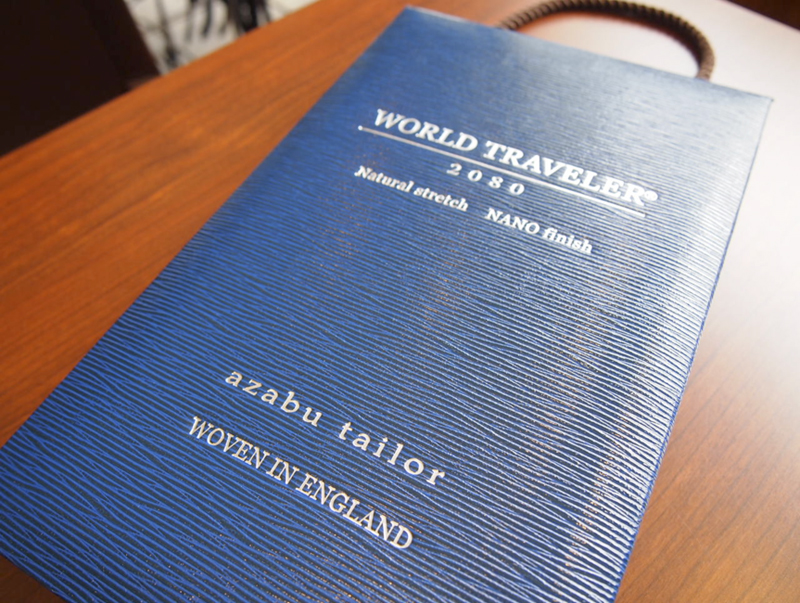 WORLD TRAVELER®
2080
Natural stretch NANO finish
azabu tailor
WOVEN IN ENGLAND